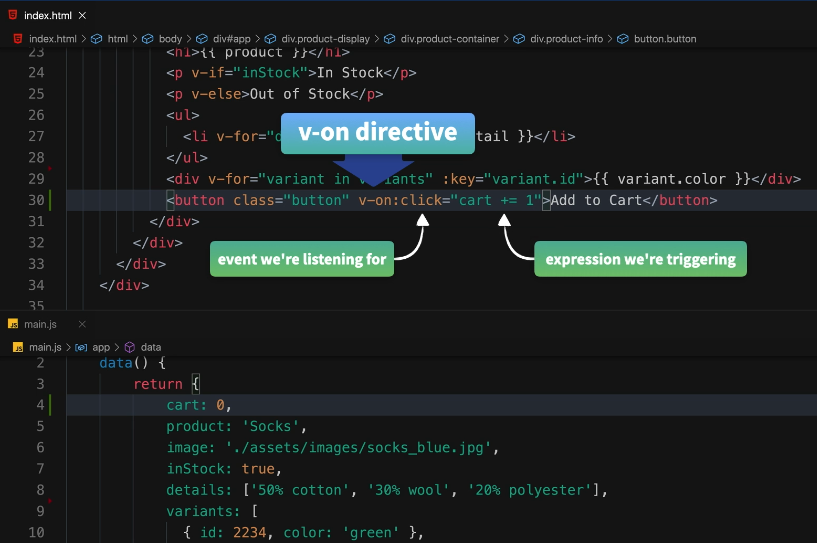 index.html
index.html > html > body > div#app > div.product-display > div.product-container > div.product-info > button.button
23 <h1>{{ product }}</h1>
24 <p v-if="inStock">In Stock</p>
25 <p v-else>Out of Stock</p>
26 <ul>
v-on directive
27 <li v-for= tail }}</li>
28 </ul>
29 <div v-for="variant in variants" :key="variant.id">{{ variant.color }}</div>
30 <button class="button" v-on:click="cart += 1">Add to Cart</button>
31 </div>
32 </div>
33 </div>
34 </div>
event we're listening for
expression we're triggering
35
JS main.js
JS main.js > app > data
2 data() {
3 return {
4 cart: 0,
5 product: 'Socks',
6 image: './assets/images/socks_blue.jpg',
7 inStock: true,
8 details: ['50% cotton', '30% wool', '20% polyester'],
9 variants: [
10 { id: 2234, color: 'green' },